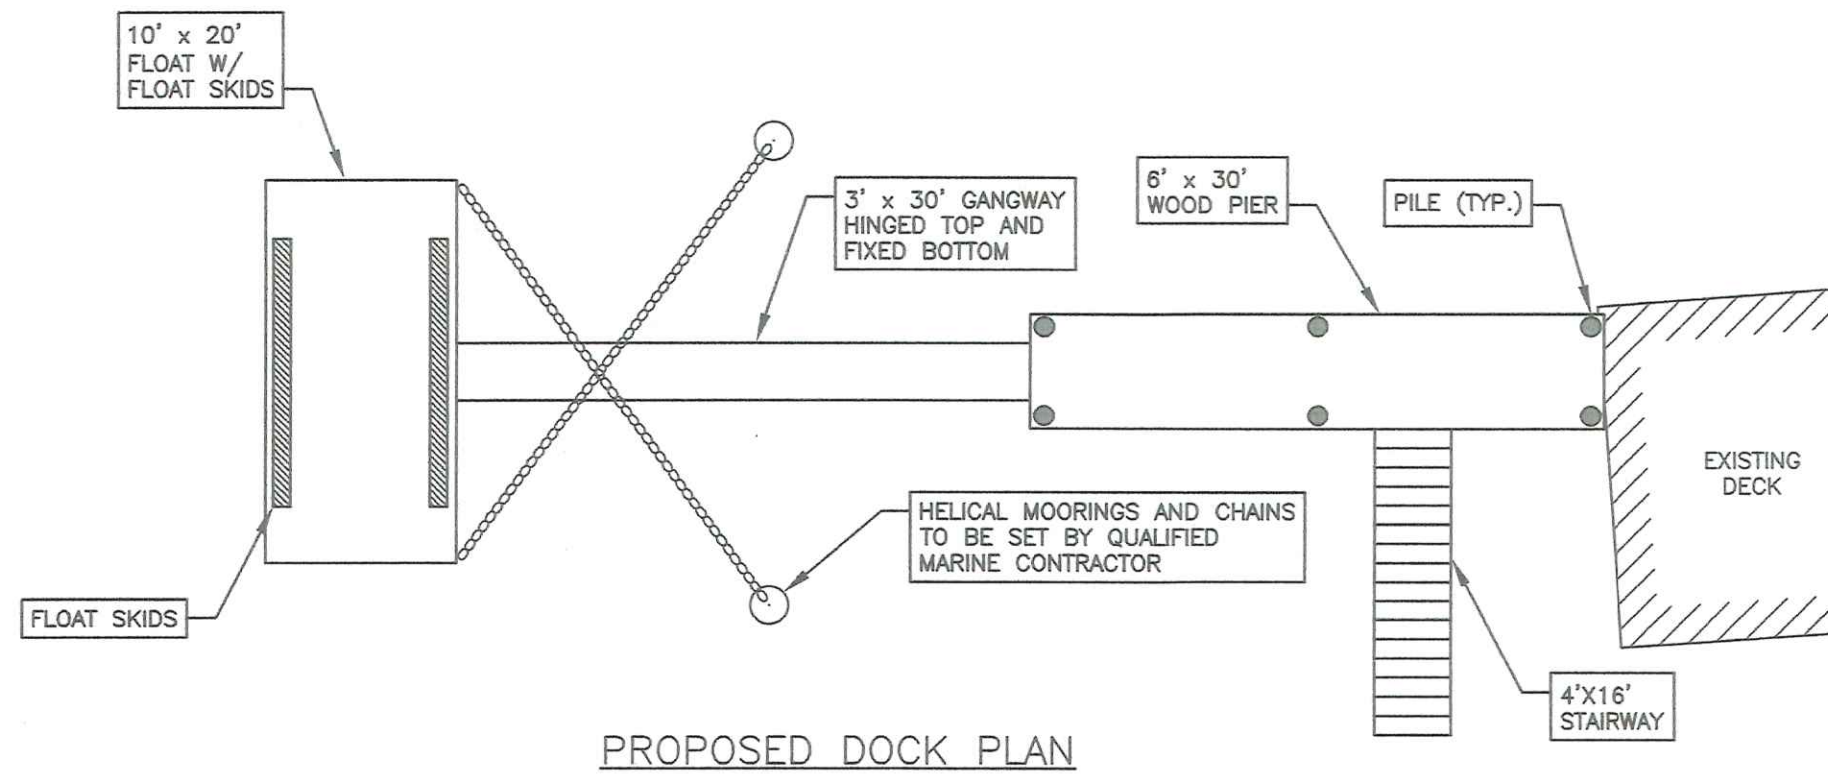 10' x 20'
FLOAT W/
FLOAT SKIDS
3' x 30' GANGWAY
HINGED TOP AND
FIXED BOTTOM
6' x 30'
WOOD PIER
PILE (TYP.)
EXISTING
DECK
HELICAL MOORINGS AND CHAINS
TO BE SET BY QUALIFIED
MARINE CONTRACTOR
FLOAT SKIDS
4'X16'
STAIRWAY
PROPOSED DOCK PLAN